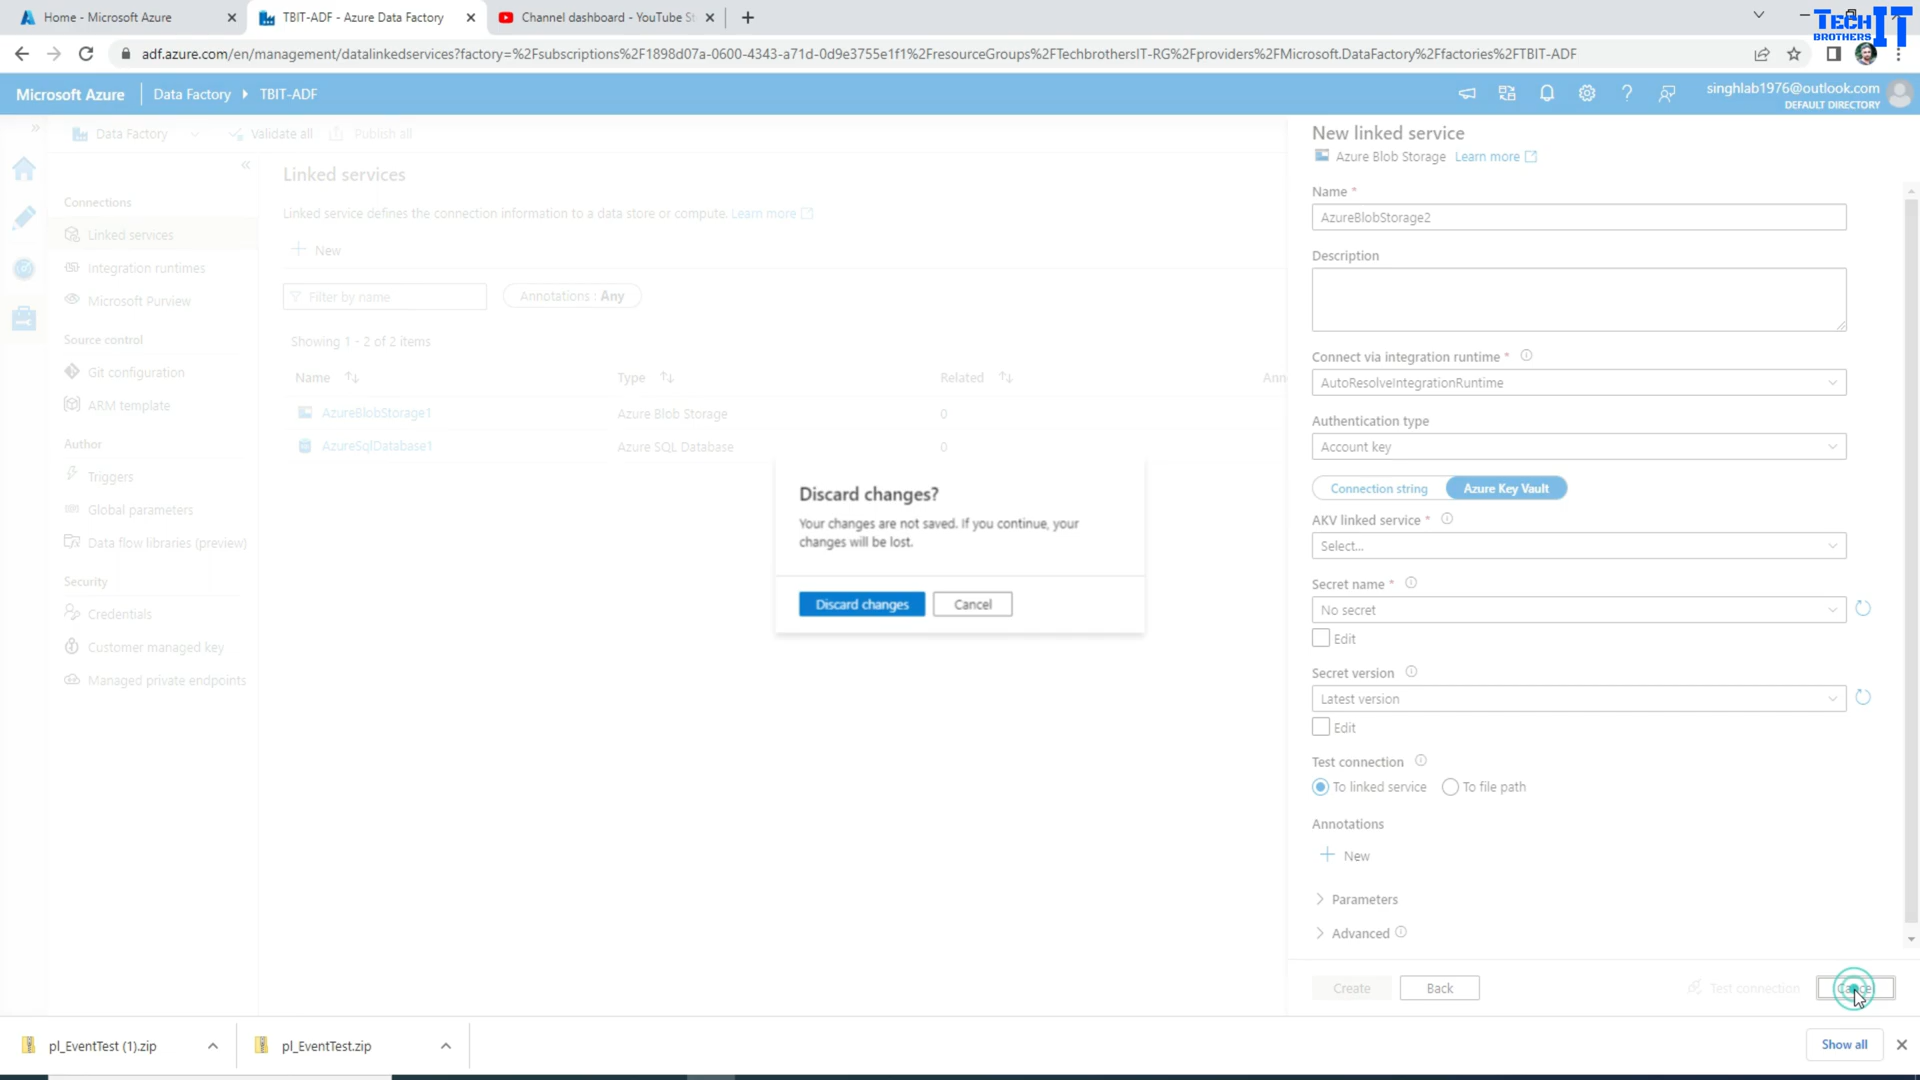 Home - Microsoft Azure
TBIT-ADF - Azure Data Factory
Channel dashboard - YouTube St
TECH IT
BROTHERS
adf.azure.com/en/management/datalinkedservices?factory=%2Fsubscriptions%2F1898d07a-0600-4343-a71d-0d9e3755e1f1%2FresourceGroups%2FTechbrothersIT-RG%2Fproviders%2FMicrosoft.DataFactory%2Ffactories%2FTBIT-ADF
Microsoft Azure
Data Factory
TBIT-ADF
singhlab1976@outlook.com
DEFAULT DIRECTORY
Data Factory
Validate all
Publish all
Connections
Linked services
Integration runtimes
Microsoft Purview
Source control
Git configuration
ARM template
Author
Triggers
Global parameters
Data flow libraries (preview)
Security
Credentials
Customer managed key
Managed private endpoints
Linked services
Linked service defines the connection information to a data store or compute. Learn more
New
Filter by name
Annotations : Any
Showing 1 - 2 of 2 items
Name Type Related Ann
AzureBlobStorage1 Azure Blob Storage 0
AzureSqlDatabase1 Azure SQL Database 0
Discard changes?
Your changes are not saved. If you continue, your
changes will be lost.
Discard changes
Cancel
New linked service
Azure Blob Storage Learn more
Name *
AzureBlobStorage2
Description
Connect via integration runtime *
AutoResolveIntegrationRuntime
Authentication type
Account key
Connection string
Azure Key Vault
AKV linked service *
Select...
Secret name *
No secret
Edit
Secret version
Latest version
Edit
Test connection
To linked service
To file path
Annotations
New
Parameters
Advanced
Create
Back
Test connection
Cancel
pl_EventTest (1).zip
pl_EventTest.zip
Show all